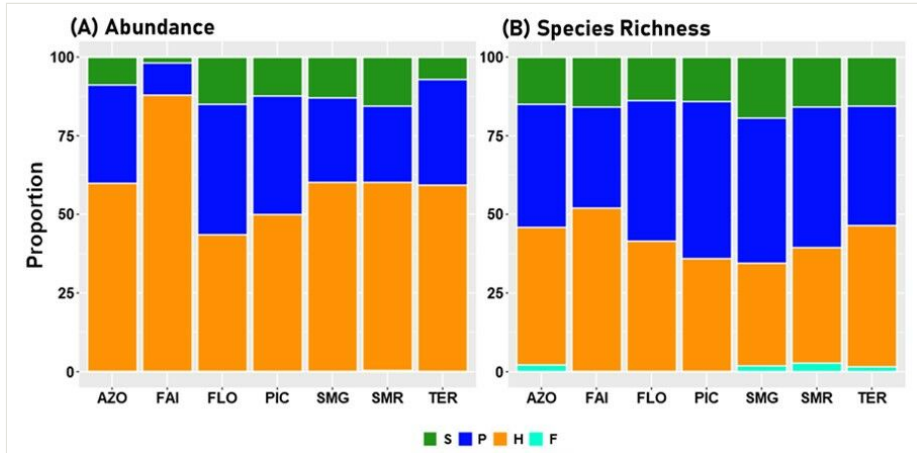 (A) Abundance
(B) Species Richness
Proportion
100
75
50
25
0
AZO FAI FLO PIC SMG SMR TER
100
75
50
25
0
AZO FAI FLO PIC SMG SMR TER
S P H F